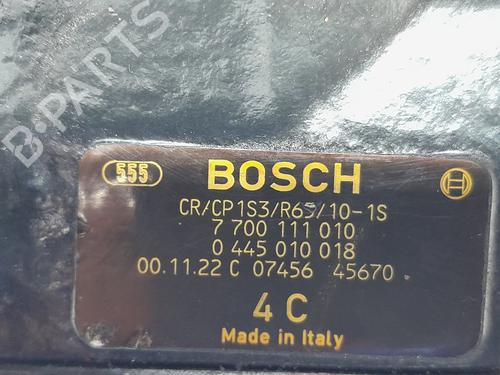 B-PARTS
555 BOSCH
CR/CP1S3/R65/10-1S
7 700 111 010
0 445 010 018
00.11.22 C 07456 45670
4 C
Made in Italy